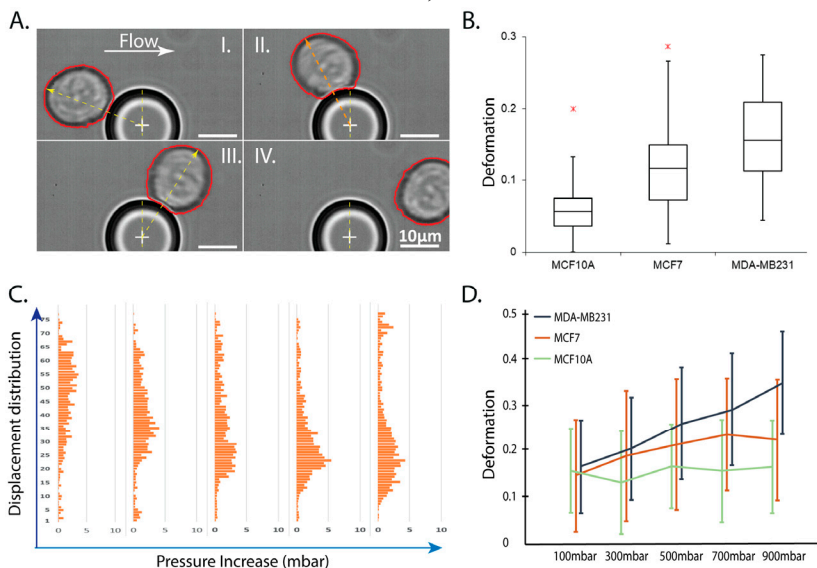 A.
Flow
I.
II.
III.
IV.
10μm
B.
Deformation
0.3
0.2
0.1
0
MCF10A
MCF7
MDA-MB231
C.
Displacement distribution
75
70
65
60
55
50
45
40
35
30
25
20
15
10
5
1
0 5 10
0 5 10
0 5 10
0 5 10
0 5 10
Pressure Increase (mbar)
D.
Deformation
MDA-MB231
MCF7
MCF10A
0.5
0.4
0.3
0.2
0.1
0
100mbar
300mbar
500mbar
700mbar
900mbar